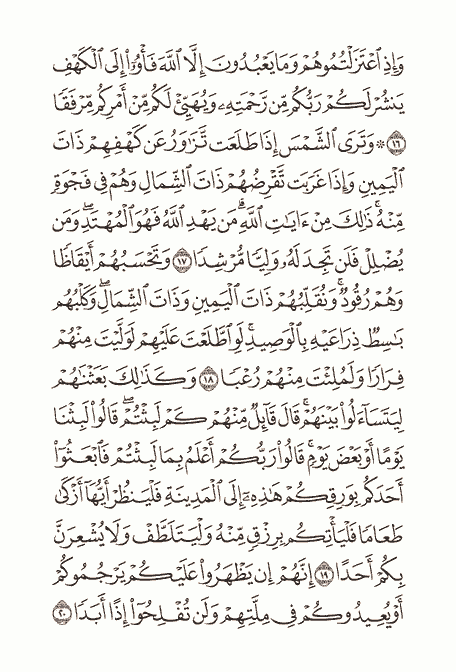 وَإِذِ ٱعۡتَزَلۡتُمُوهُمۡ وَمَا يَعۡبُدُونَ إِلَّا ٱللَّهَ فَأۡوُۥٓاْ إِلَى ٱلۡكَهۡفِ
يَنشُرۡ لَكُمۡ رَبُّكُم مِّن رَّحۡمَتِهِۦ وَيُهَيِّئۡ لَكُم مِّنۡ أَمۡرِكُم مِّرۡفَقٗا
١٦ ۞ وَتَرَى ٱلشَّمۡسَ إِذَا طَلَعَت تَّزَٰوَرُ عَن كَهۡفِهِمۡ ذَاتَ
ٱلۡيَمِينِ وَإِذَا غَرَبَت تَّقۡرِضُهُمۡ ذَاتَ ٱلشِّمَالِ وَهُمۡ فِي فَجۡوَةٖ
مِّنۡهُۚ ذَٰلِكَ مِنۡ ءَايَٰتِ ٱللَّهِۗ مَن يَهۡدِ ٱللَّهُ فَهُوَ ٱلۡمُهۡتَدِۖ وَمَن
يُضۡلِلۡ فَلَن تَجِدَ لَهُۥ وَلِيّٗا مُّرۡشِدٗا ١٧ وَتَحۡسَبُهُمۡ أَيۡقَاظٗا
وَهُمۡ رُقُودٞۚ وَنُقَلِّبُهُمۡ ذَاتَ ٱلۡيَمِينِ وَذَاتَ ٱلشِّمَالِۖ وَكَلۡبُهُم
بَٰسِطٞ ذِرَاعَيۡهِ بِٱلۡوَصِيدِۚ لَوِ ٱطَّلَعۡتَ عَلَيۡهِمۡ لَوَلَّيۡتَ مِنۡهُمۡ
فِرَارٗا وَلَمُلِئۡتَ مِنۡهُمۡ رُعۡبٗا ١٨ وَكَذَٰلِكَ بَعَثۡنَٰهُمۡ
لِيَتَسَآءَلُواْ بَيۡنَهُمۡۚ قَالَ قَآئِلٞ مِّنۡهُمۡ كَمۡ لَبِثۡتُمۡۖ قَالُواْ لَبِثۡنَا
يَوۡمًا أَوۡ بَعۡضَ يَوۡمٖۚ قَالُواْ رَبُّكُمۡ أَعۡلَمُ بِمَا لَبِثۡتُمۡ فَٱبۡعَثُوٓاْ
أَحَدَكُم بِوَرِقِكُمۡ هَٰذِهِۦٓ إِلَى ٱلۡمَدِينَةِ فَلۡيَنظُرۡ أَيُّهَآ أَزۡكَىٰ
طَعَامٗا فَلۡيَأۡتِكُم بِرِزۡقٖ مِّنۡهُ وَلۡيَتَلَطَّفۡ وَلَا يُشۡعِرَنَّ
بِكُمۡ أَحَدًا ١٩ إِنَّهُمۡ إِن يَظۡهَرُواْ عَلَيۡكُمۡ يَرۡجُمُوكُمۡ
أَوۡ يُعِيدُوكُمۡ فِي مِلَّتِهِمۡ وَلَن تُفۡلِحُوٓاْ إِذًا أَبَدٗا ٢٠